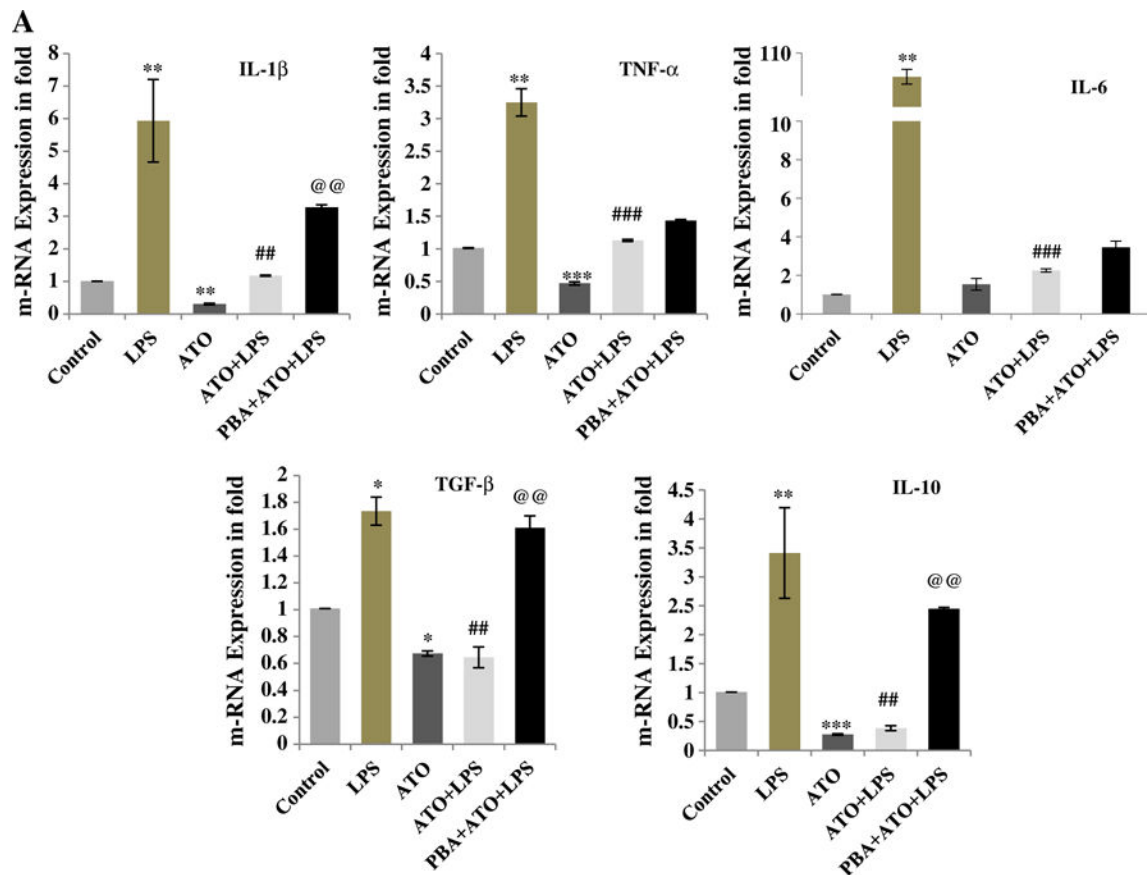 A
m-RNA Expression in fold
8
7
6
5
4
3
2
1
0
IL-1β
**
**
##
@@
Control
LPS
ATO
ATO+LPS
PBA+ATO+LPS
m-RNA Expression in fold
4
3.5
3
2.5
2
1.5
1
0.5
0
TNF-α
**
***
###
Control
LPS
ATO
ATO+LPS
PBA+ATO+LPS
m-RNA Expression in fold
110
10
8
6
4
2
0
IL-6
**
###
Control
LPS
ATO
ATO+LPS
PBA+ATO+LPS
m-RNA Expression in fold
2
1.8
1.6
1.4
1.2
1
0.8
0.6
0.4
0.2
0
TGF-β
*
*
##
@@
Control
LPS
ATO
ATO+LPS
PBA+ATO+LPS
m-RNA Expression in fold
4.5
4
3.5
3
2.5
2
1.5
1
0.5
0
IL-10
**
***
##
@@
Control
LPS
ATO
ATO+LPS
PBA+ATO+LPS